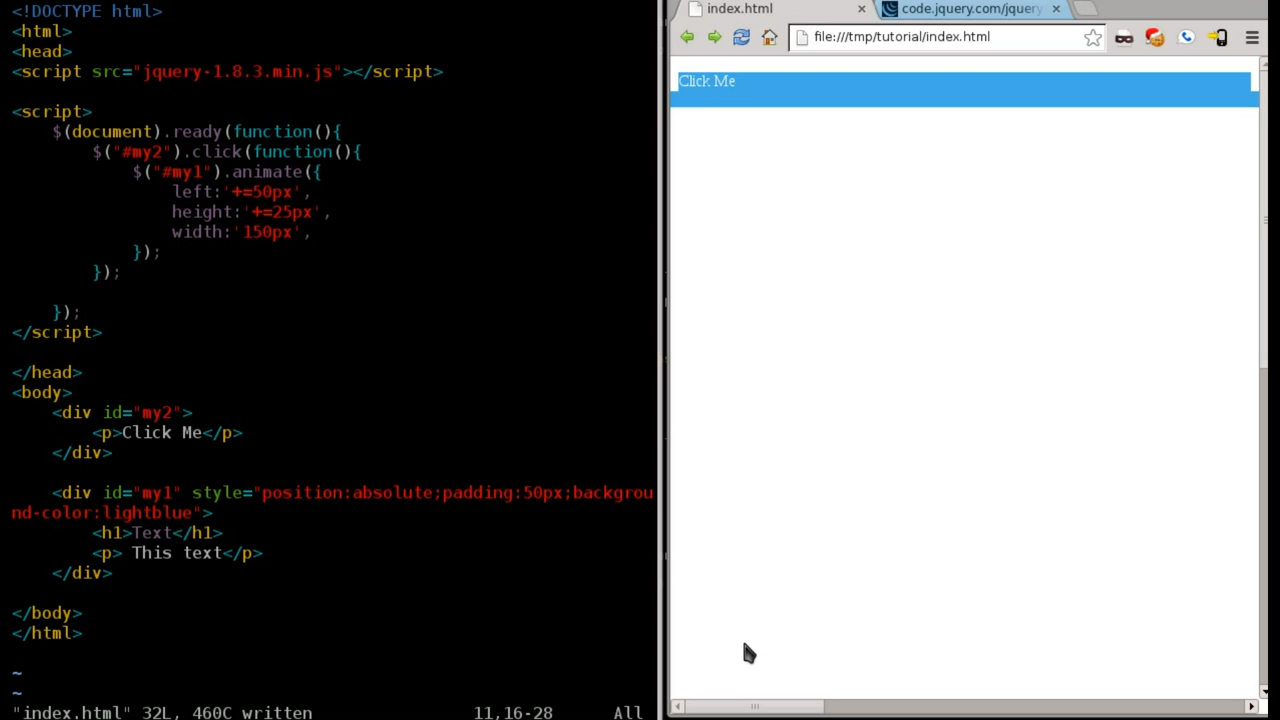 <!DOCTYPE html>
<html>
<head>
<script src="jquery-1.8.3.min.js"></script>
<script>
    $(document).ready(function(){
        $("#my2").click(function(){
            $("#my1").animate({
                left:'+=50px',
                height:'+=25px',
                width:'150px',
            });
        });
    });
</script>
</head>
<body>
    <div id="my2">
        <p>Click Me</p>
    </div>
    <div id="my1" style="position:absolute;padding:50px;backgrou
nd-color:lightblue">
        <h1>Text</h1>
        <p> This text</p>
    </div>
</body>
</html>
~
~
"index.html" 32L, 460C written 11,16-28 All
index.html code.jquery.com/jquery
file:///tmp/tutorial/index.html
Click Me